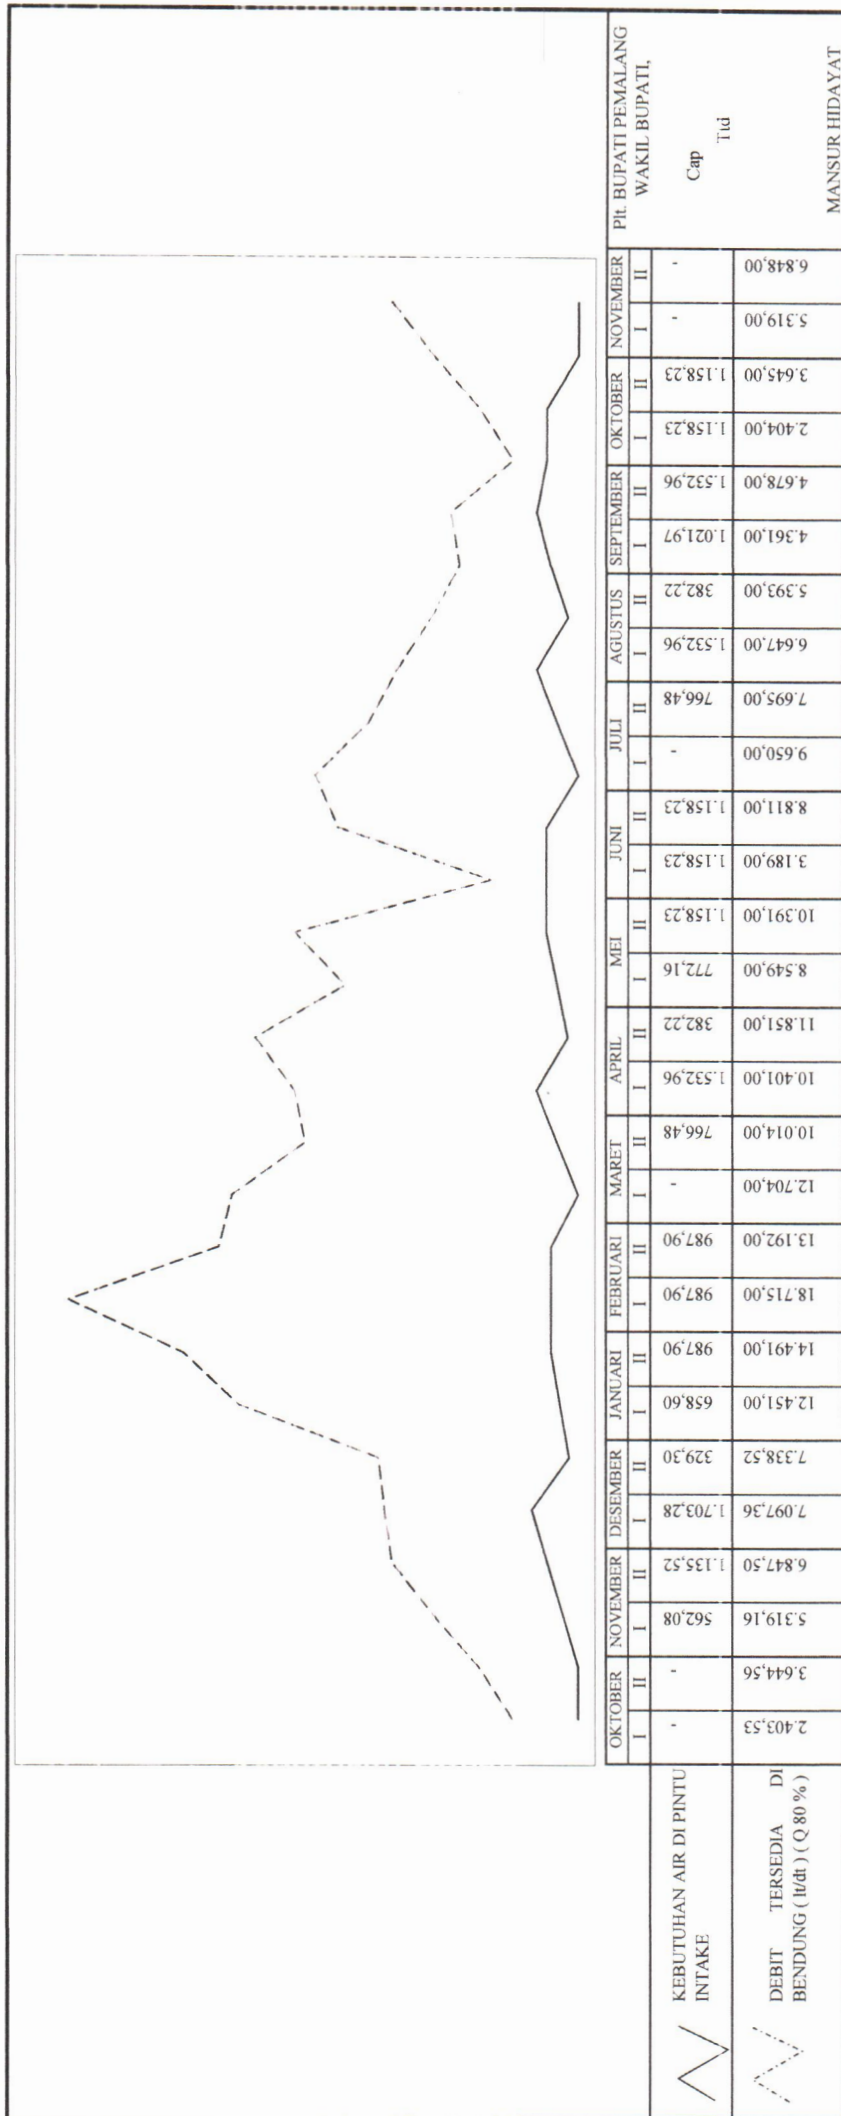 OKTOBER NOVEMBER DESEMBER JANUARI FEBRUARI MARET APRIL MEI JUNI JULI AGUSTUS SEPTEMBER OKTOBER NOVEMBER
I II I II I II I II I II I II I II I II I II I II I II I II I II I II
KEBUTUHAN AIR DI PINTU INTAKE
- - 562,08 1.135,52 1.703,28 329,30 658,60 987,90 987,90 987,90 - 766,48 1.532,96 382,22 772,16 1.158,23 1.158,23 1.158,23 - 766,48 1.532,96 382,22 1.021,97 1.532,96 1.158,23 1.158,23 - -
DEBIT TERSEDIA DI
BENDUNG ( lt/dt ) ( Q 80 % )
2.403,53 3.644,56 5.319,16 6.847,50 7.097,36 7.338,52 12.451,00 14.491,00 18.715,00 13.192,00 12.704,00 10.014,00 10.401,00 11.851,00 8.549,00 10.391,00 3.189,00 8.811,00 9.650,00 7.695,00 6.647,00 5.393,00 4.361,00 4.678,00 2.404,00 3.645,00 5.319,00 6.848,00
Plt. BUPATI PEMALANG
WAKIL BUPATI,
Cap
Ttd
MANSUR HIDAYAT